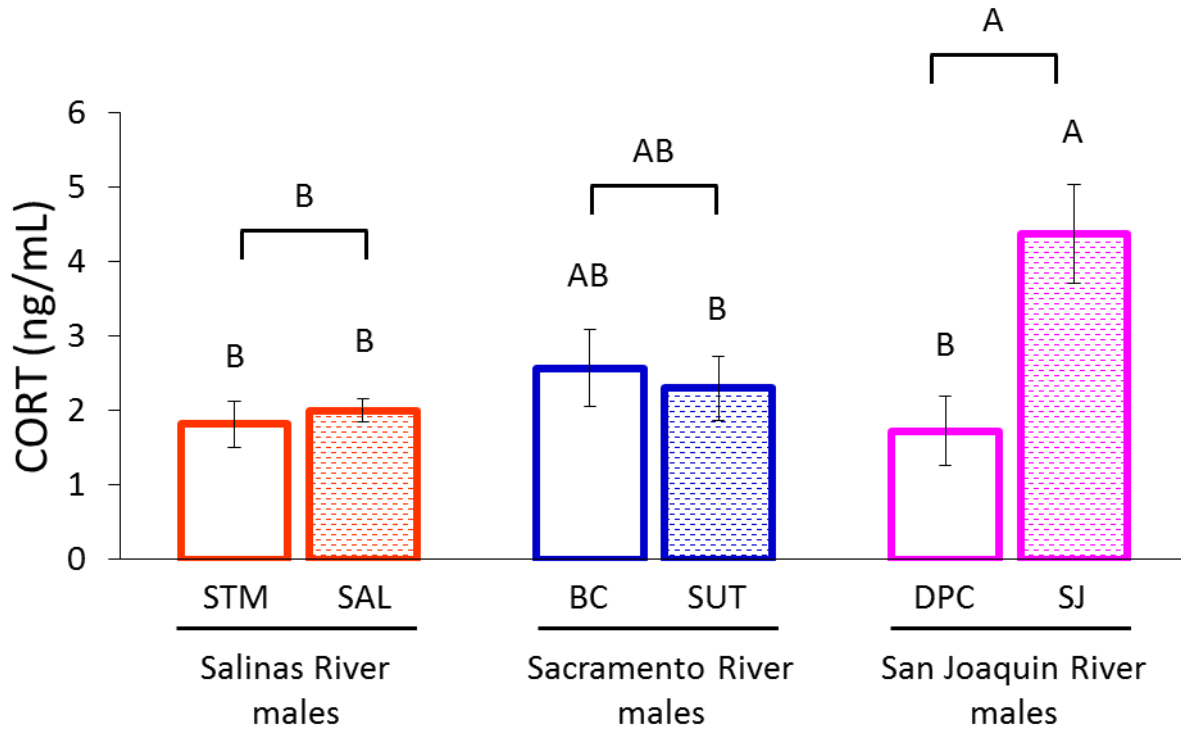 A
6
AB
A
5
B
4
AB
CORT (ng/mL)
3
B
B
B
B
2
1
0
STM SAL BC SUT DPC SJ
Salinas River Sacramento River San Joaquin River
males males males